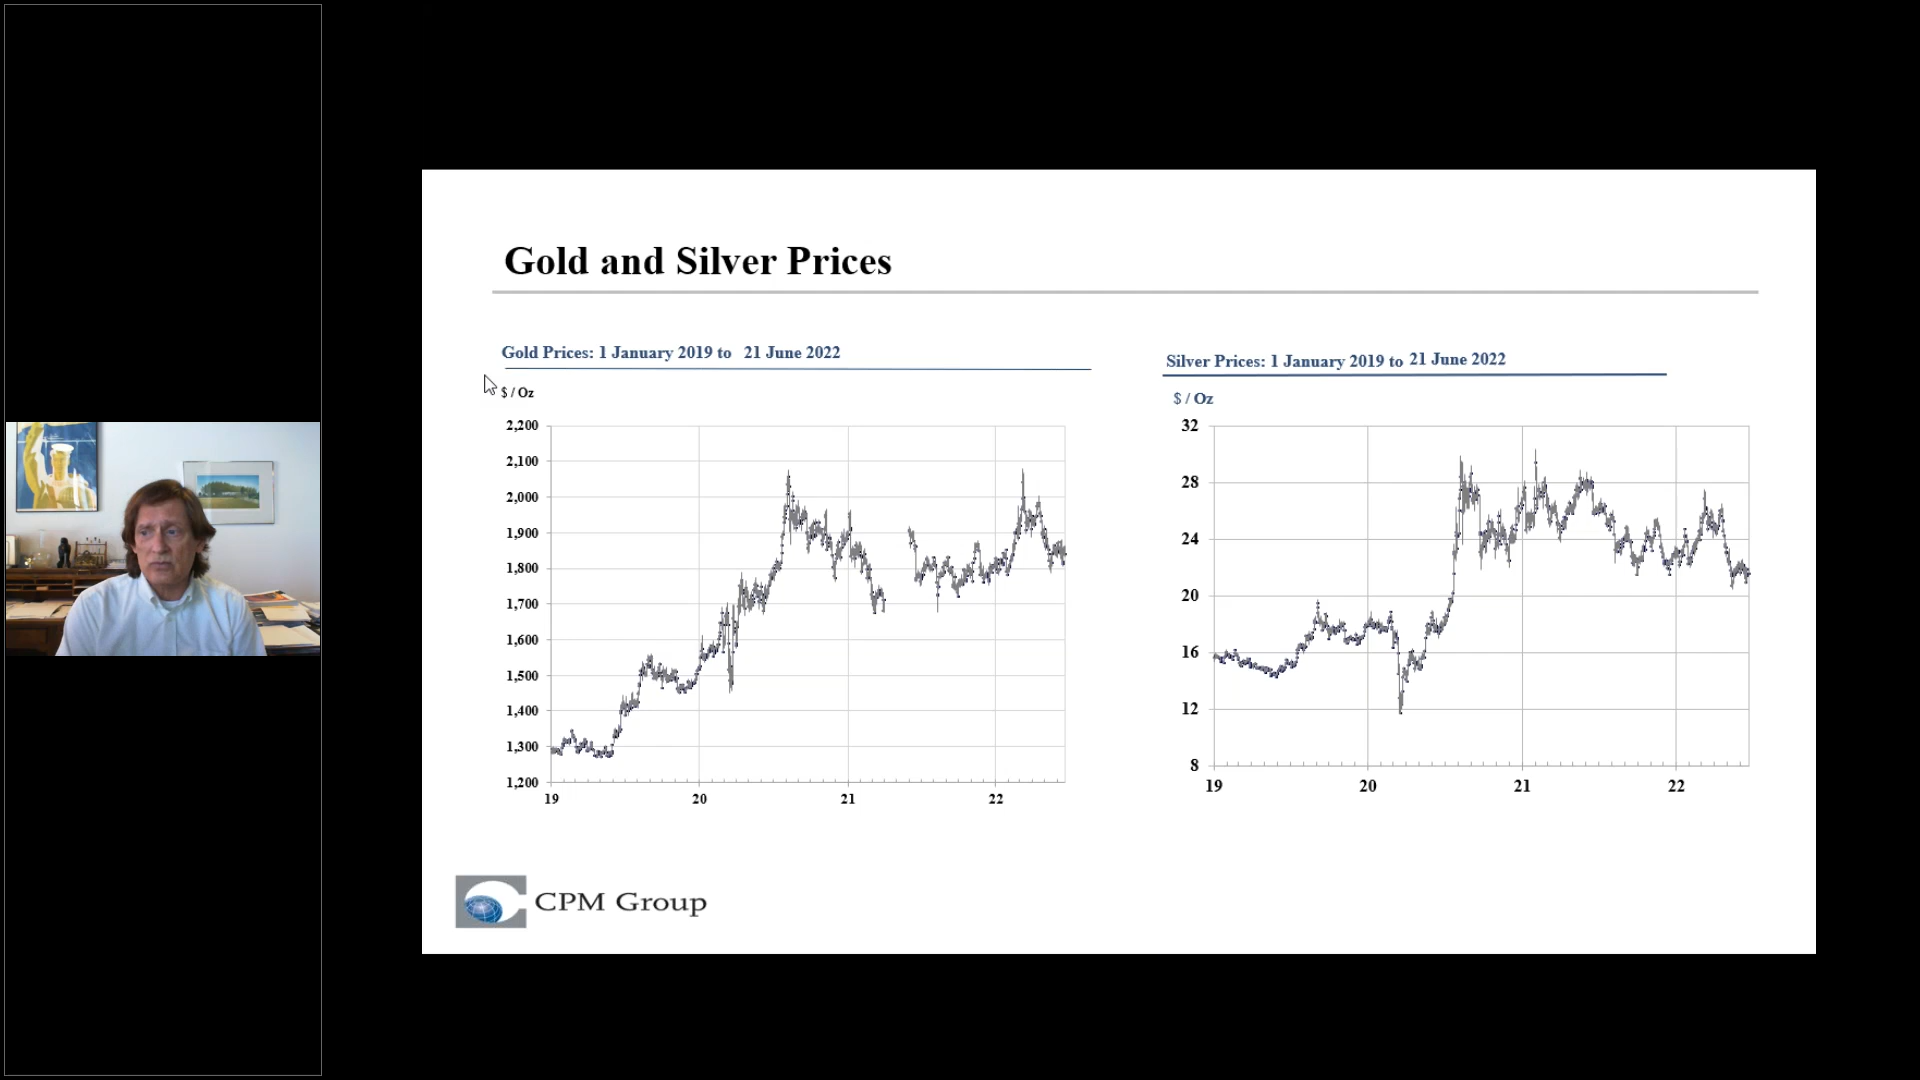 Gold and Silver Prices
Gold Prices: 1 January 2019 to 21 June 2022
$ / Oz
2,200
2,100
2,000
1,900
1,800
1,700
1,600
1,500
1,400
1,300
1,200
19 20 21 22
Silver Prices: 1 January 2019 to 21 June 2022
$ / Oz
32
28
24
20
16
12
8
19 20 21 22
CPM Group